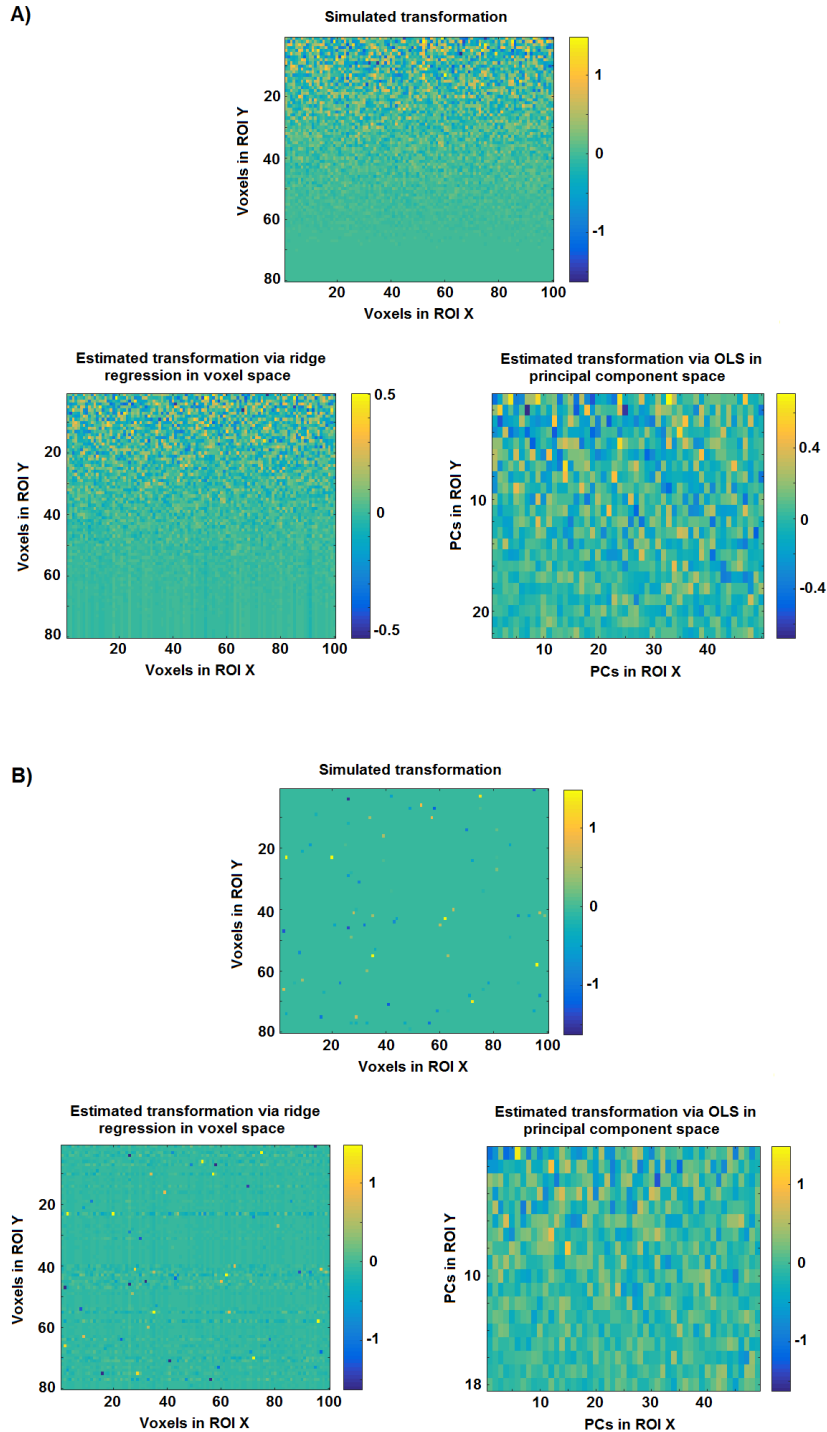 A)
Simulated transformation
Voxels in ROI Y
20
40
60
80
20
40
60
80
100
Voxels in ROI X
1
0
-1
Estimated transformation via ridge
regression in voxel space
Voxels in ROI Y
20
40
60
80
20
40
60
80
100
Voxels in ROI X
0.5
0
-0.5
Estimated transformation via OLS in
principal component space
PCs in ROI Y
10
20
10
20
30
40
PCs in ROI X
0.4
0
-0.4
B)
Simulated transformation
Voxels in ROI Y
20
40
60
80
20
40
60
80
100
Voxels in ROI X
1
0
-1
Estimated transformation via ridge
regression in voxel space
Voxels in ROI Y
20
40
60
80
20
40
60
80
100
Voxels in ROI X
1
0
-1
Estimated transformation via OLS in
principal component space
PCs in ROI Y
10
18
10
20
30
40
PCs in ROI X
1
0
-1